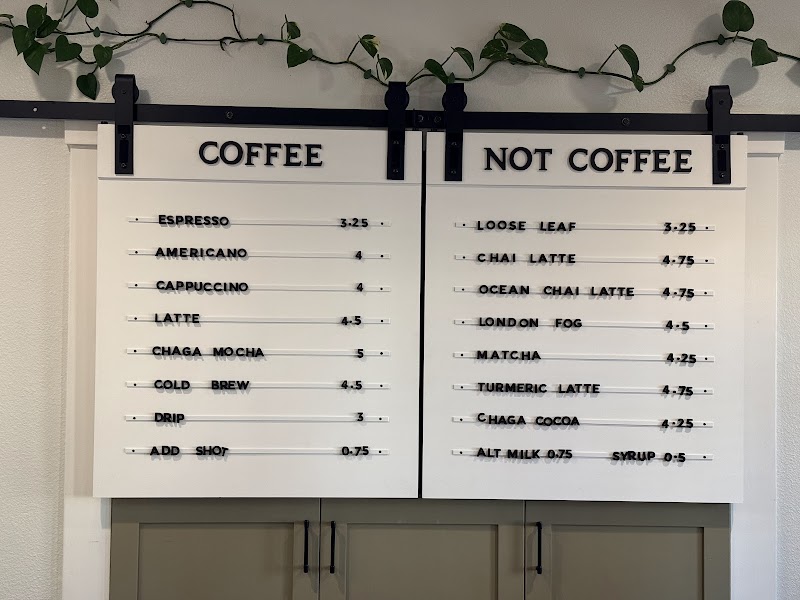 COFFEE
ESPRESSO 3.25
AMERICANO 4
CAPPUCCINO 4
LATTE 4.5
CHAGA MOCHA 5
COLD BREW 4.5
DRIP 3
ADD SHOT 0.75
NOT COFFEE
LOOSE LEAF 3.25
CHAI LATTE 4.75
OCEAN CHAI LATTE 4.75
LONDON FOG 4.5
MATCHA 4.25
TURMERIC LATTE 4.75
CHAGA COCOA 4.25
ALT MILK 0.75 SYRUP 0.5